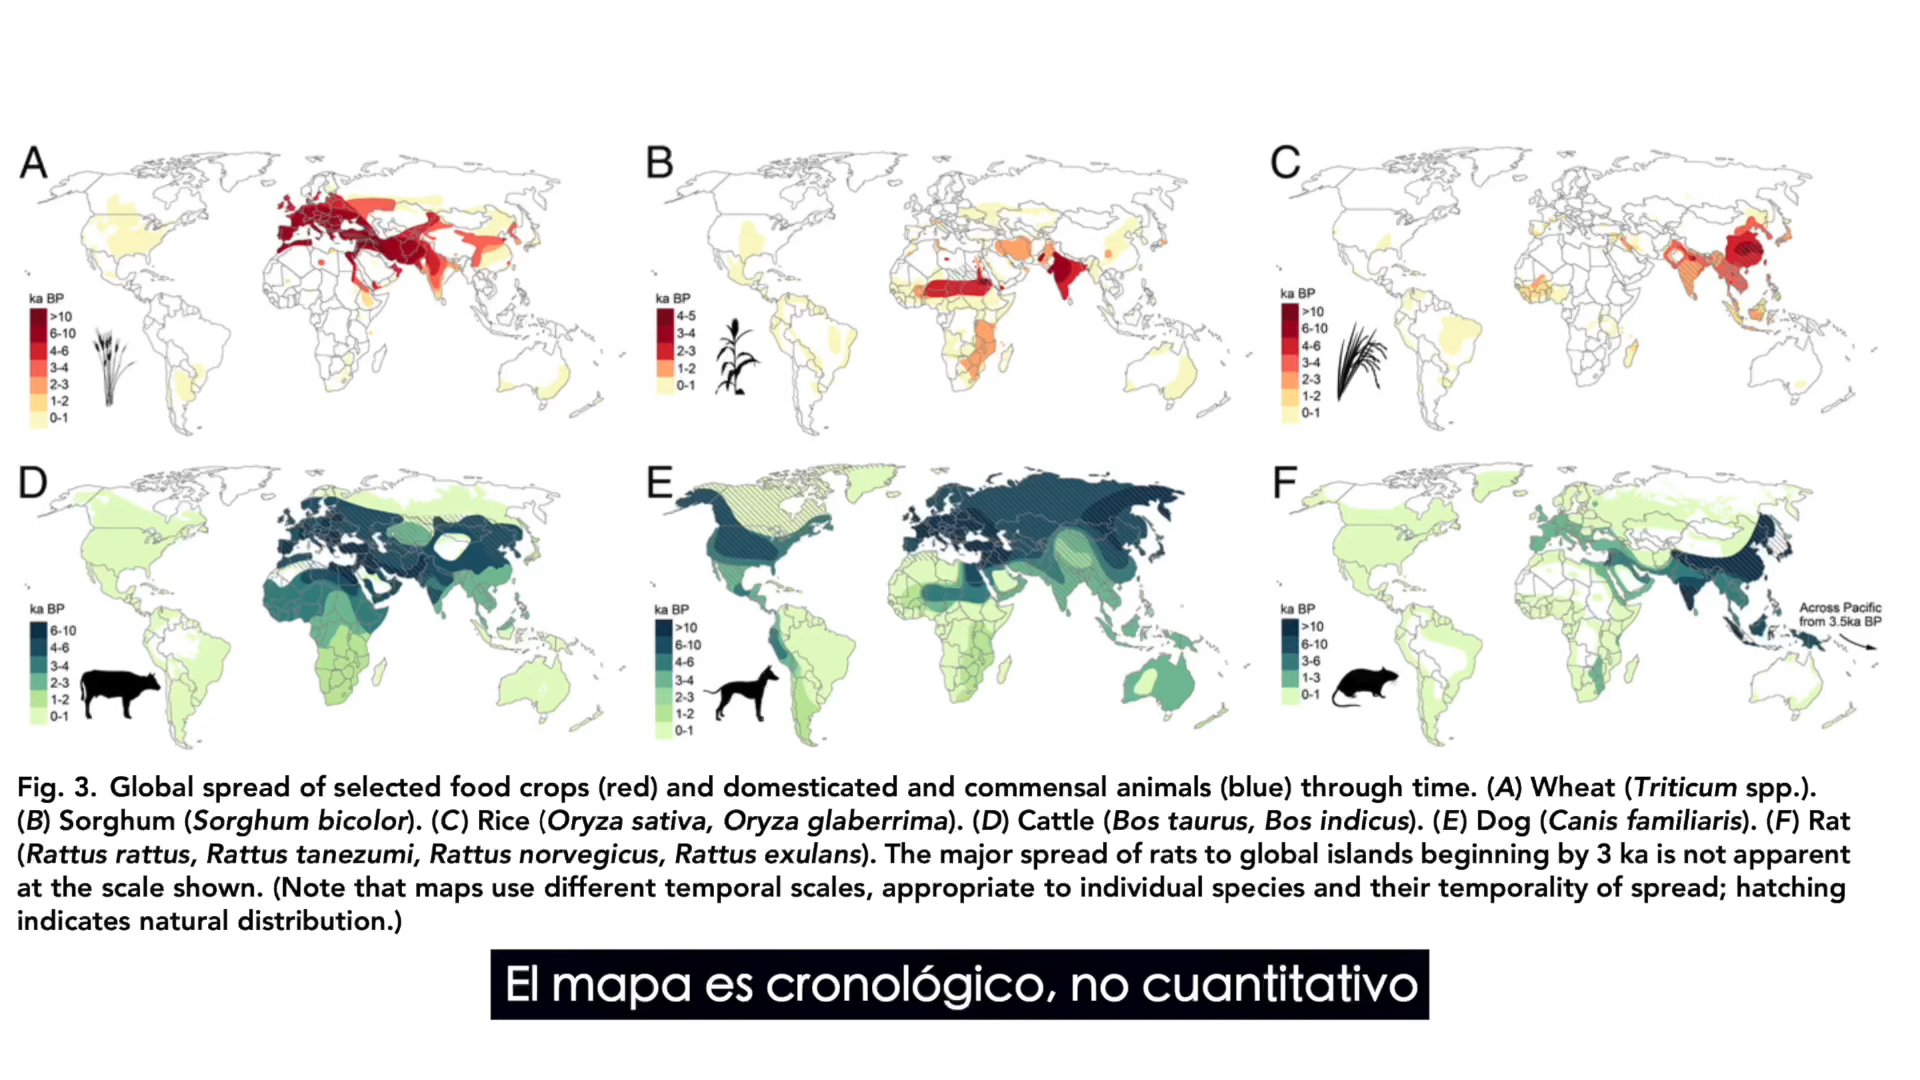 A
B
C
ka BP
>10
6-10
4-6
3-4
2-3
1-2
0-1
ka BP
4-5
3-4
2-3
1-2
0-1
ka BP
>10
6-10
4-6
3-4
2-3
1-2
0-1
D
E
F
ka BP
6-10
4-6
3-4
2-3
1-2
0-1
ka BP
>10
6-10
4-6
3-4
2-3
1-2
0-1
ka BP
>10
6-10
3-6
1-3
0-1
Across Pacific
from 3.5ka BP
Fig. 3. Global spread of selected food crops (red) and domesticated and commensal animals (blue) through time. (A) Wheat (Triticum spp.).
(B) Sorghum (Sorghum bicolor). (C) Rice (Oryza sativa, Oryza glaberrima). (D) Cattle (Bos taurus, Bos indicus). (E) Dog (Canis familiaris). (F) Rat
(Rattus rattus, Rattus tanezumi, Rattus norvegicus, Rattus exulans). The major spread of rats to global islands beginning by 3 ka is not apparent
at the scale shown. (Note that maps use different temporal scales, appropriate to individual species and their temporality of spread; hatching
indicates natural distribution.)
El mapa es cronológico, no cuantitativo